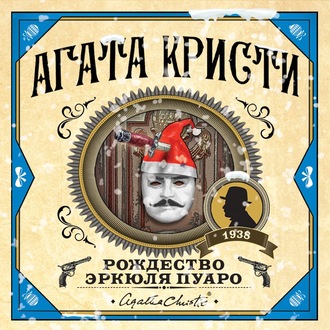 АГАТА КРИСТИ
1938
РОЖДЕСТВО
ЭРКЮЛЯ ПУАРО
Agatha Christie